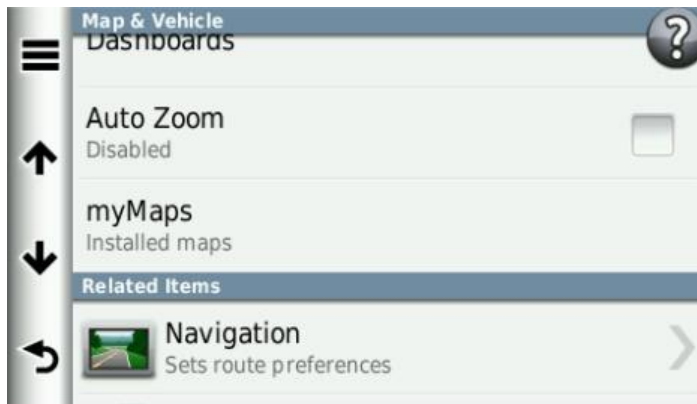 Map & Vehicle
?
Dashboards
Auto Zoom
Disabled
myMaps
Installed maps
Related Items
Navigation
Sets route preferences